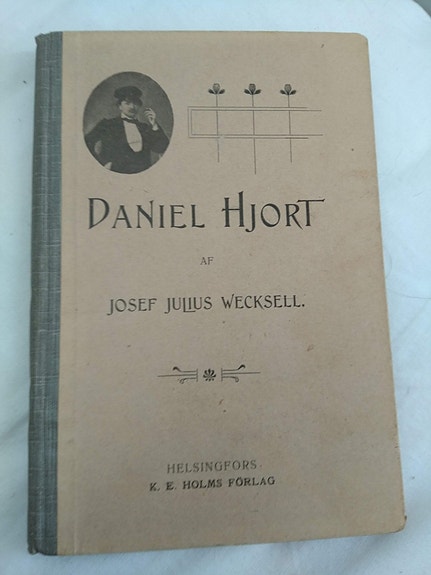 DANIEL HJORT
AF
JOSEF JULIUS WECKSELL.
HELSINGFORS
K. E. HOLMS FÖRLAG